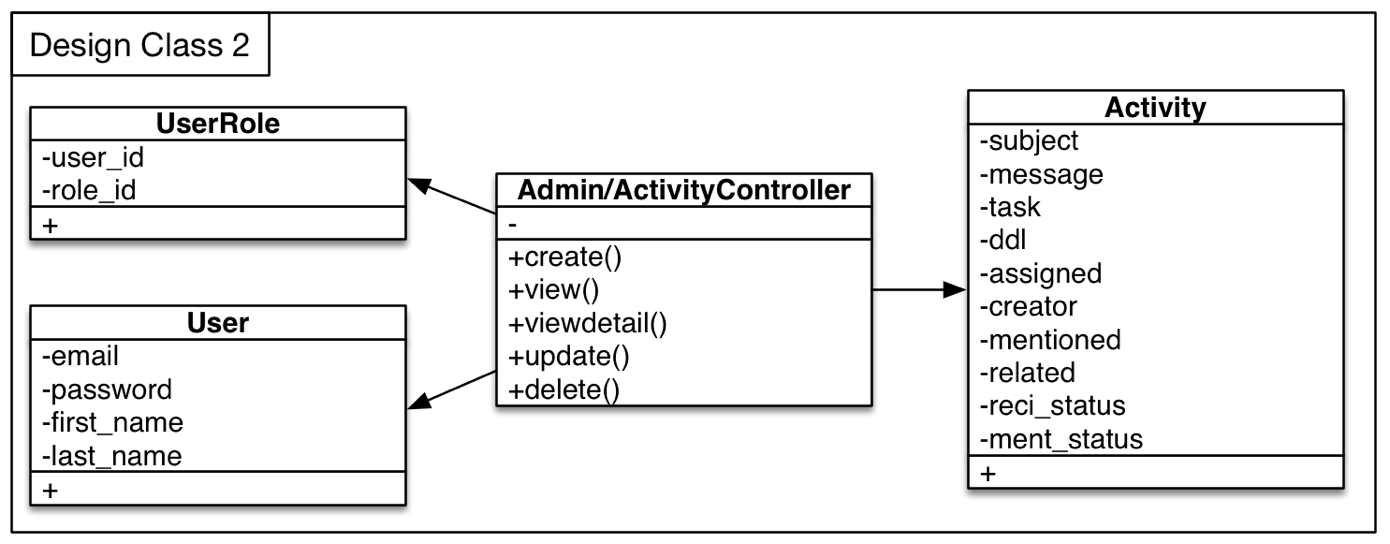 Design Class 2
UserRole
-user_id
-role_id
+
User
-email
-password
-first_name
-last_name
+
Admin/ActivityController
-
+create()
+view()
+viewdetail()
+update()
+delete()
Activity
-subject
-message
-task
-ddl
-assigned
-creator
-mentioned
-related
-reci_status
-ment_status
+